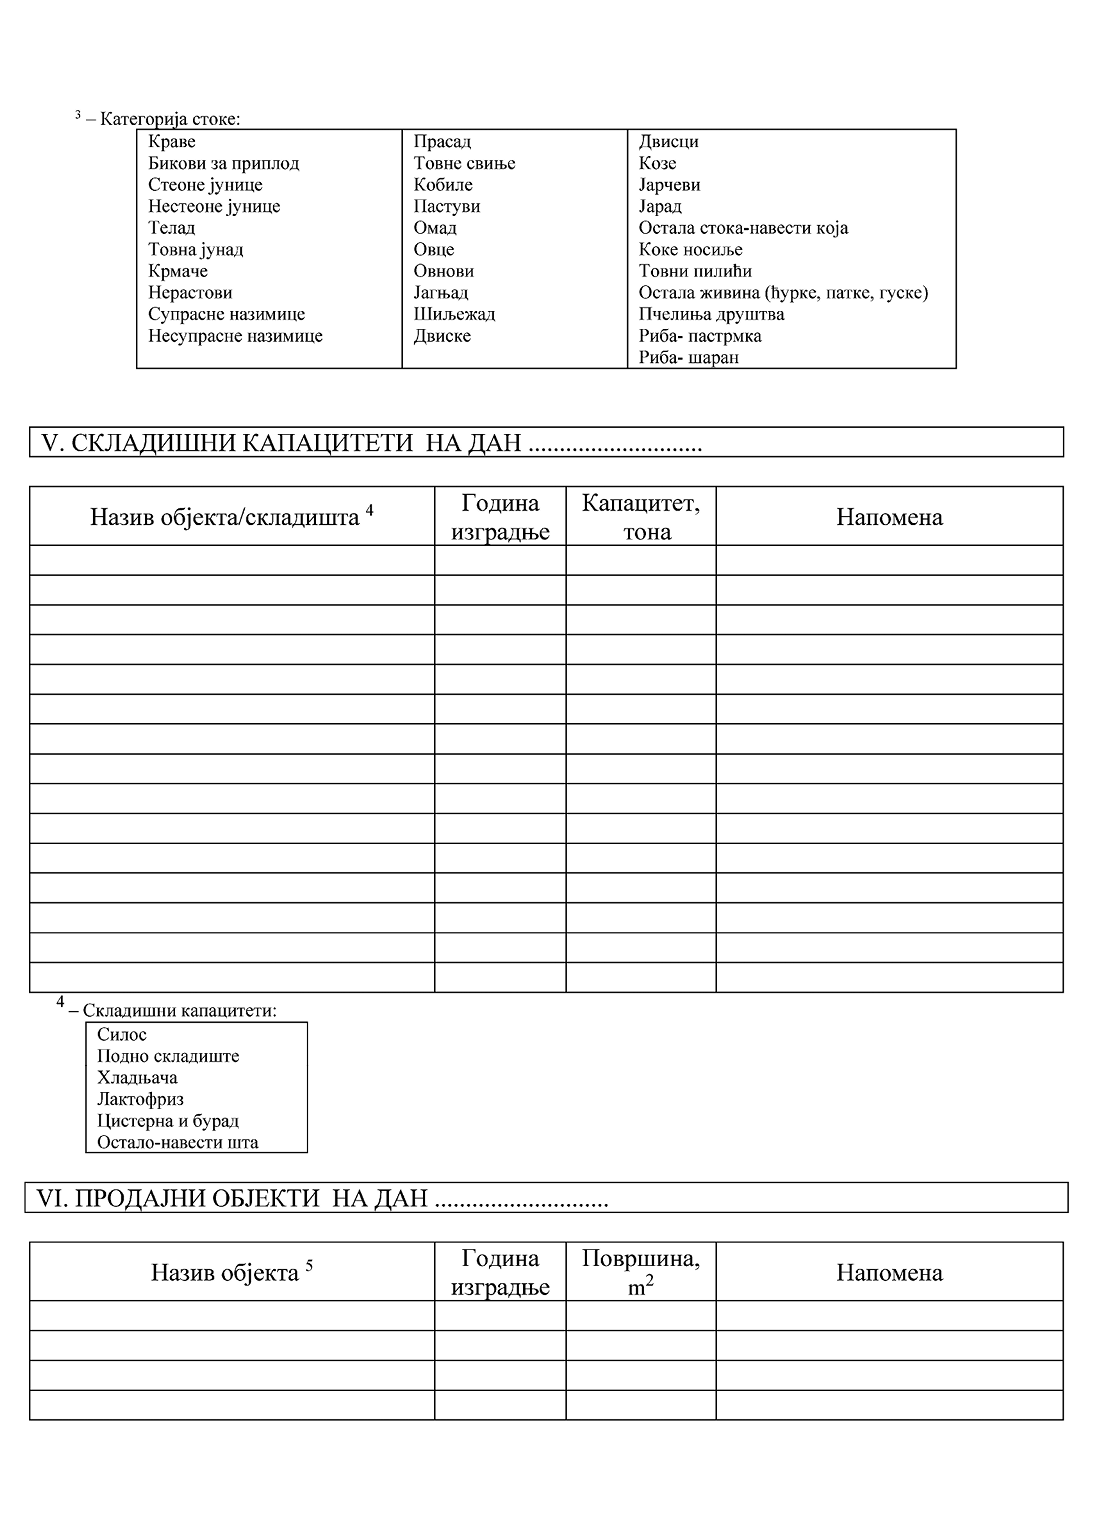 ³ – Категорија стоке:
Краве
Бикови за приплод
Стеоне јунице
Нестеоне јунице
Телад
Товна јунад
Крмаче
Нерастови
Супрасне назимице
Несупрасне назимице
Прасад
Товне свиње
Кобиле
Пастуви
Омад
Овце
Овнови
Јагњад
Шиљежад
Двиске
Двисци
Козе
Јарчеви
Јарад
Остала стока-навести која
Коке носиље
Товни пилићи
Остала живина (ћурке, патке, гуске)
Пчелиња друштва
Риба- пастрмка
Риба- шаран
V. СКЛАДИШНИ КАПАЦИТЕТИ НА ДАН ............................
Назив објекта/складишта ⁴
Година
изградње
Капацитет,
тона
Напомена
⁴ – Складишни капацитети:
Силос
Подно складиште
Хладњача
Лактофриз
Цистерна и бурад
Остало-навести шта
VI. ПРОДАЈНИ ОБЈЕКТИ НА ДАН ............................
Назив објекта ⁵
Година
изградње
Површина,
m²
Напомена